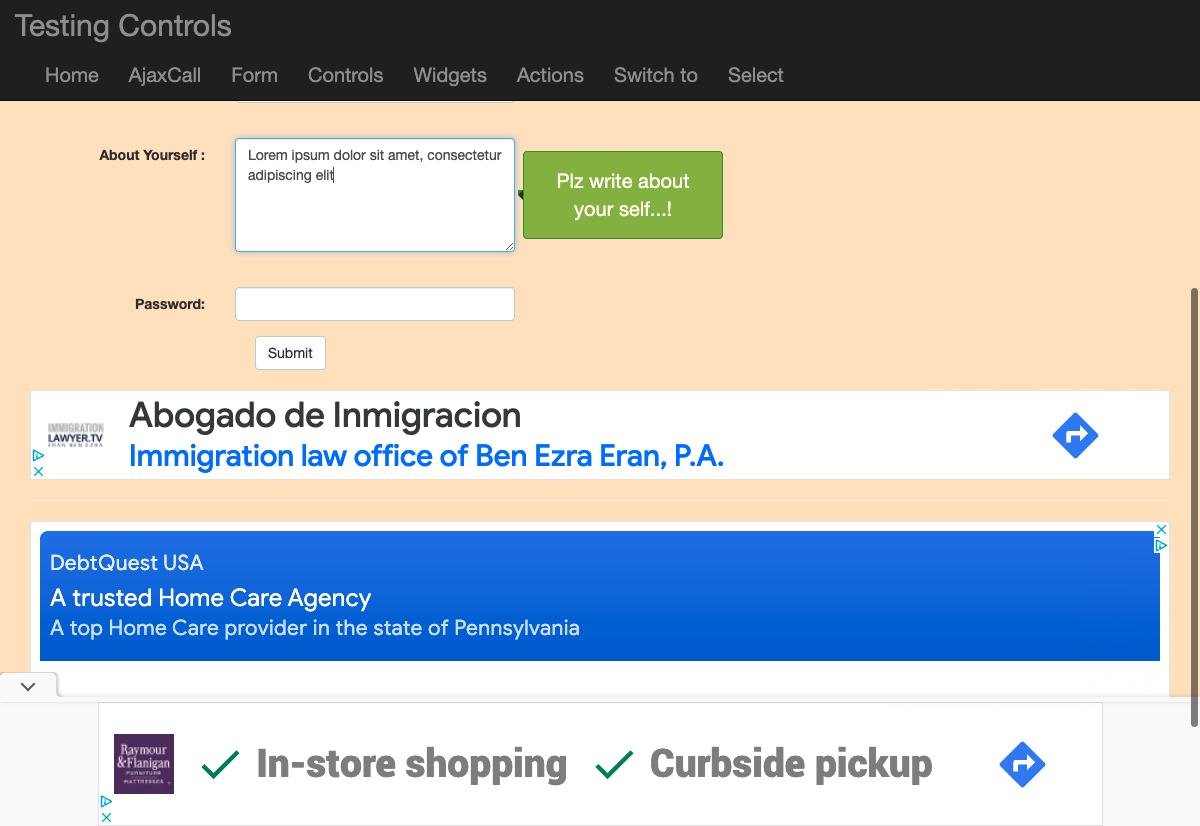 Testing Controls
Home AjaxCall Form Controls Widgets Actions Switch to Select
About Yourself :
Lorem ipsum dolor sit amet, consectetur
adipiscing elit
Plz write about
your self...!
Password:
Submit
IMMIGRATION
LAWYER.TV
ERAN BEN EZRA
Abogado de Inmigracion
Immigration law office of Ben Ezra Eran, P.A.
DebtQuest USA
A trusted Home Care Agency
A top Home Care provider in the state of Pennsylvania
Raymour
&Flanigan
FURNITURE
MATTRESSES
In-store shopping
Curbside pickup